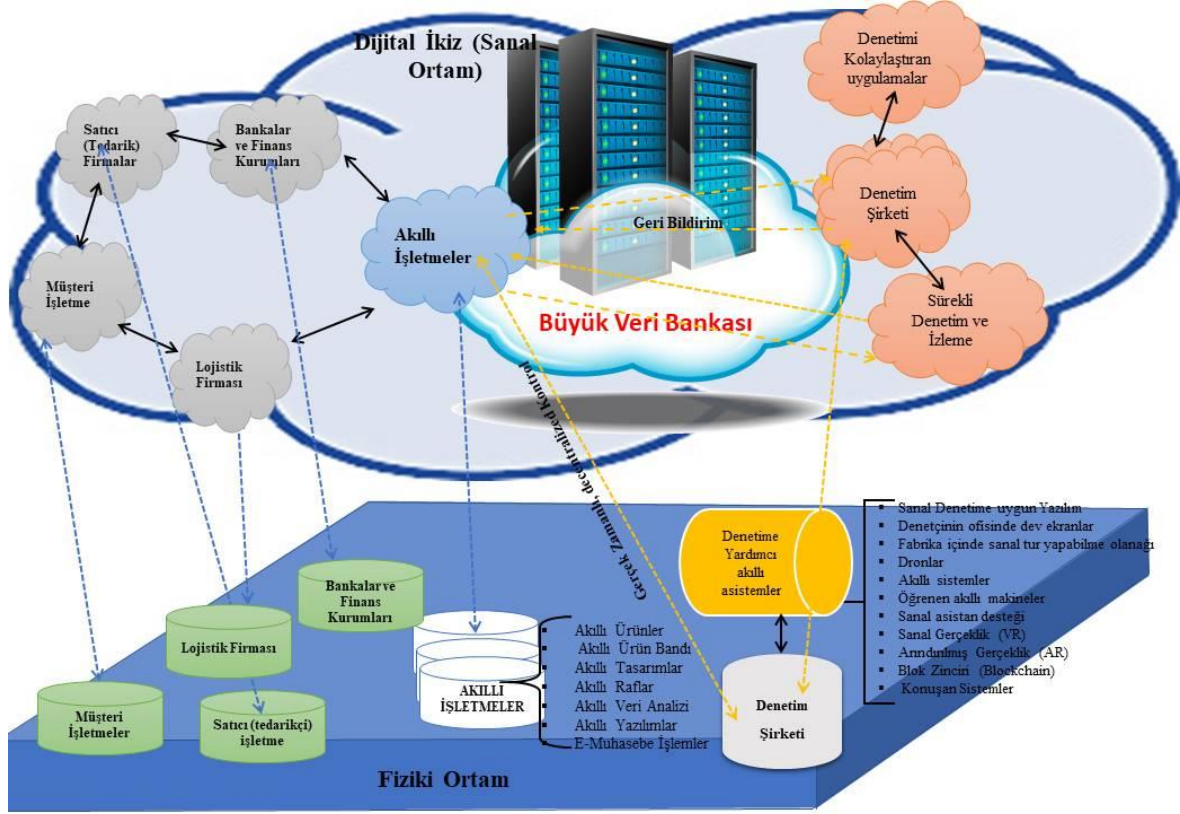 Dijital İkiz (Sanal
Ortam)
Denetimi
Kolaylaştıran
uygulamalar
Satıcı
(Tedarik)
Firmalar
Bankalar
ve Finans
Kurumları
Denetim
Şirketi
Akıllı
İşletmeler
Geri Bildirim
Müşteri
İşletme
Sürekli
Denetim ve
İzleme
Büyük Veri Bankası
Lojistik
Firması
Gerçek Zamanlı, decentralized Kontrol
Denetime
Yardımcı
akıllı
asistemler
Sanal Denetime uygun Yazılım
Denetçinin ofisinde dev ekranlar
Fabrika içinde sanal tur yapabilme olanağı
Dronlar
Akıllı sistemler
Öğrenen akıllı makineler
Sanal asistan desteği
Sanal Gerçeklik (VR)
Arındırılmış Gerçeklik (AR)
Blok Zinciri (Blockchain)
Konuşan Sistemler
Bankalar ve
Finans
Kurumları
Lojistik Firması
Müşteri
İşletmeler
Satıcı (tedarikçi)
işletme
AKILLI
İŞLETMELER
Akıllı Ürünler
Akıllı Ürün Bandı
Akıllı Tasarımlar
Akıllı Raflar
Akıllı Veri Analizi
Akıllı Yazılımlar
E-Muhasebe İşlemler
Denetim
Şirketi
Fiziki Ortam